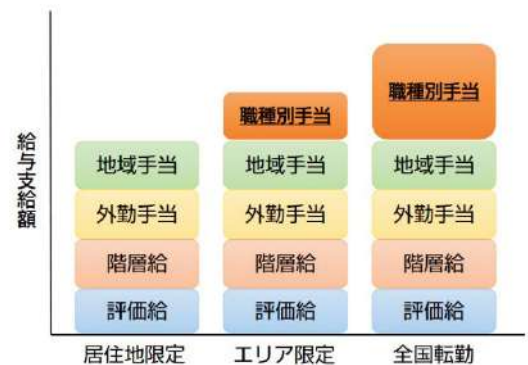 給与支給額
地域手当
外勤手当
階層給
評価給
居住地限定
職種別手当
地域手当
外勤手当
階層給
評価給
エリア限定
職種別手当
地域手当
外勤手当
階層給
評価給
全国転勤